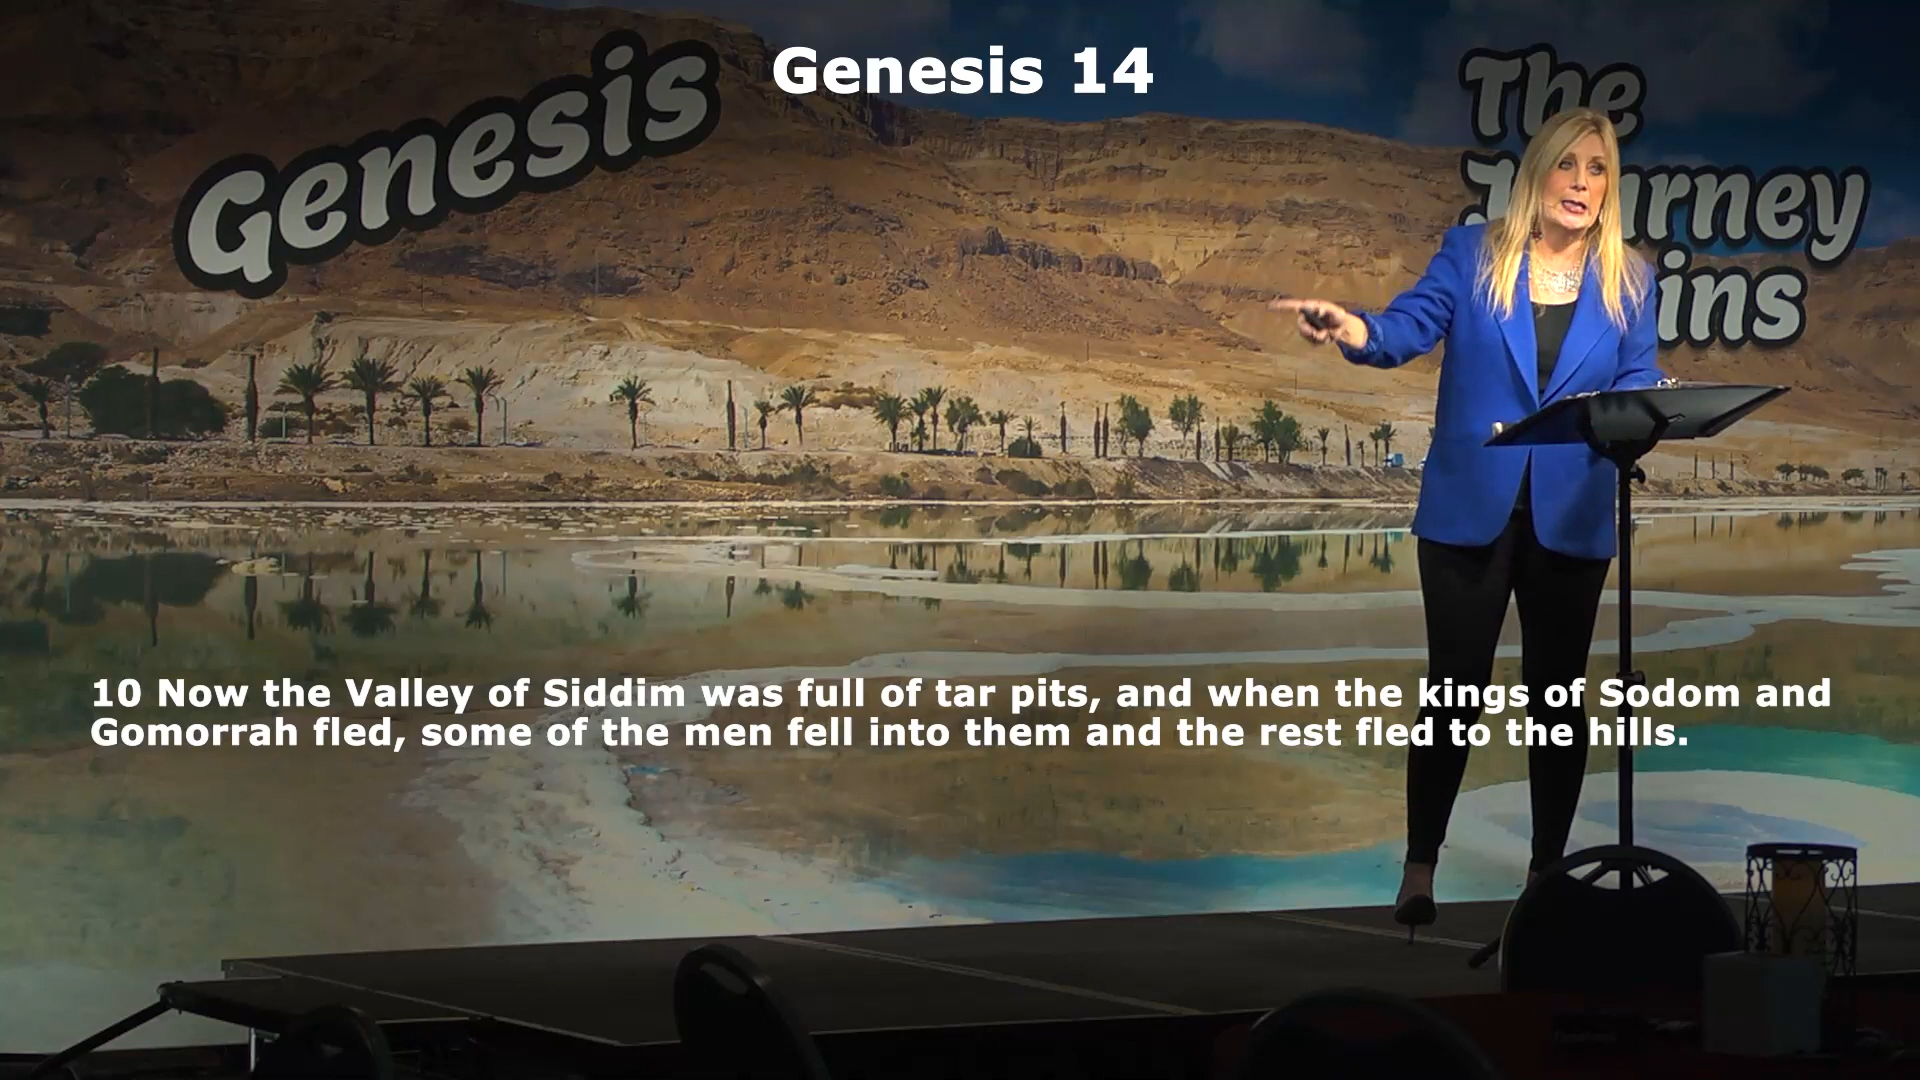 Genesis 14
Genesis
The
rney
ins
10 Now the Valley of Siddim was full of tar pits, and when the kings of Sodom and
Gomorrah fled, some of the men fell into them and the rest fled to the hills.